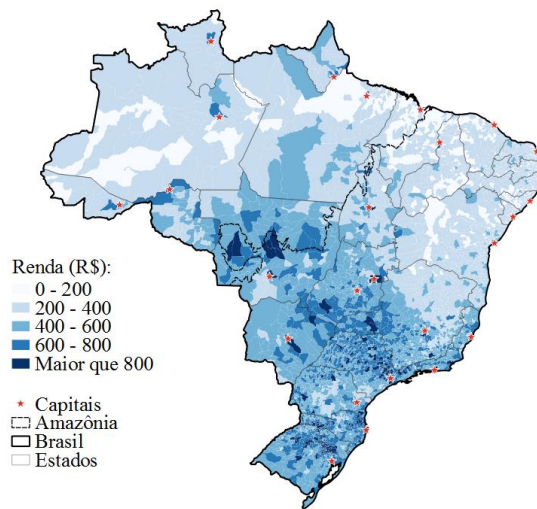 Renda (R$):
0 - 200
200 - 400
400 - 600
600 - 800
Maior que 800
Capitais
Amazônia
Brasil
Estados